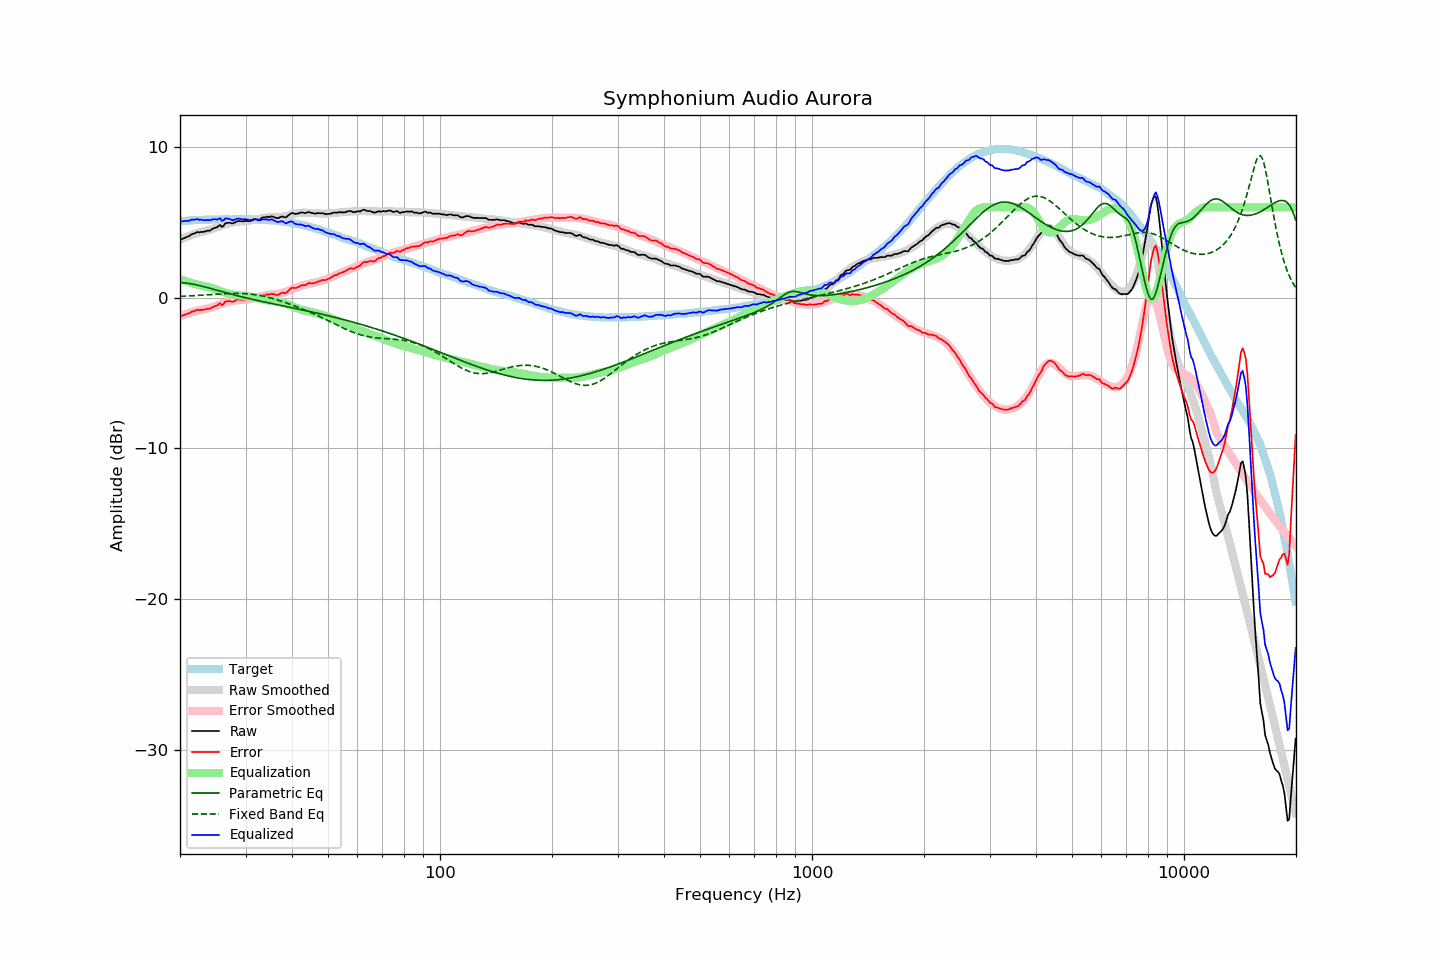 Symphonium Audio Aurora
10
0
−10
−20
−30
Amplitude (dBr)
100
1000
10000
Frequency (Hz)
Target
Raw Smoothed
Error Smoothed
Raw
Error
Equalization
Parametric Eq
Fixed Band Eq
Equalized